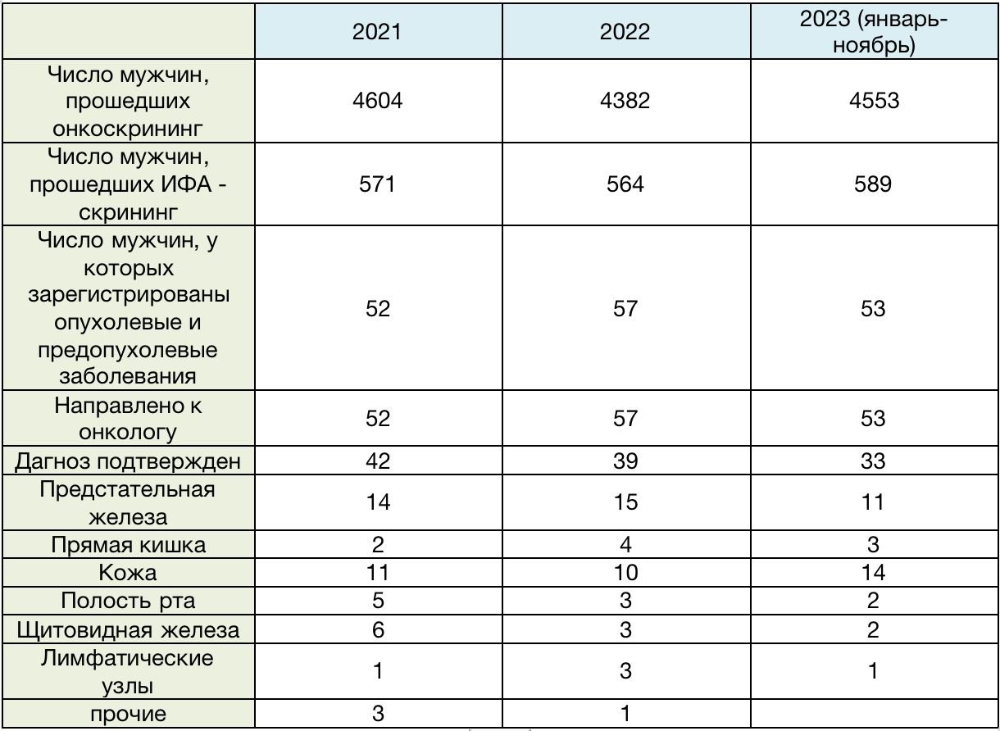 2021
2022
2023 (январь-
ноябрь)
Число мужчин,
прошедших
онкоскрининг
4604
4382
4553
Число мужчин,
прошедших ИФА -
скрининг
571
564
589
Число мужчин, у
которых
зарегистрированы
опухолевые и
предопухолевые
заболевания
52
57
53
Направлено к
онкологу
52
57
53
Дагноз подтвержден
42
39
33
Предстательная
железа
14
15
11
Прямая кишка
2
4
3
Кожа
11
10
14
Полость рта
5
3
2
Щитовидная железа
6
3
2
Лимфатические
узлы
1
3
1
прочие
3
1